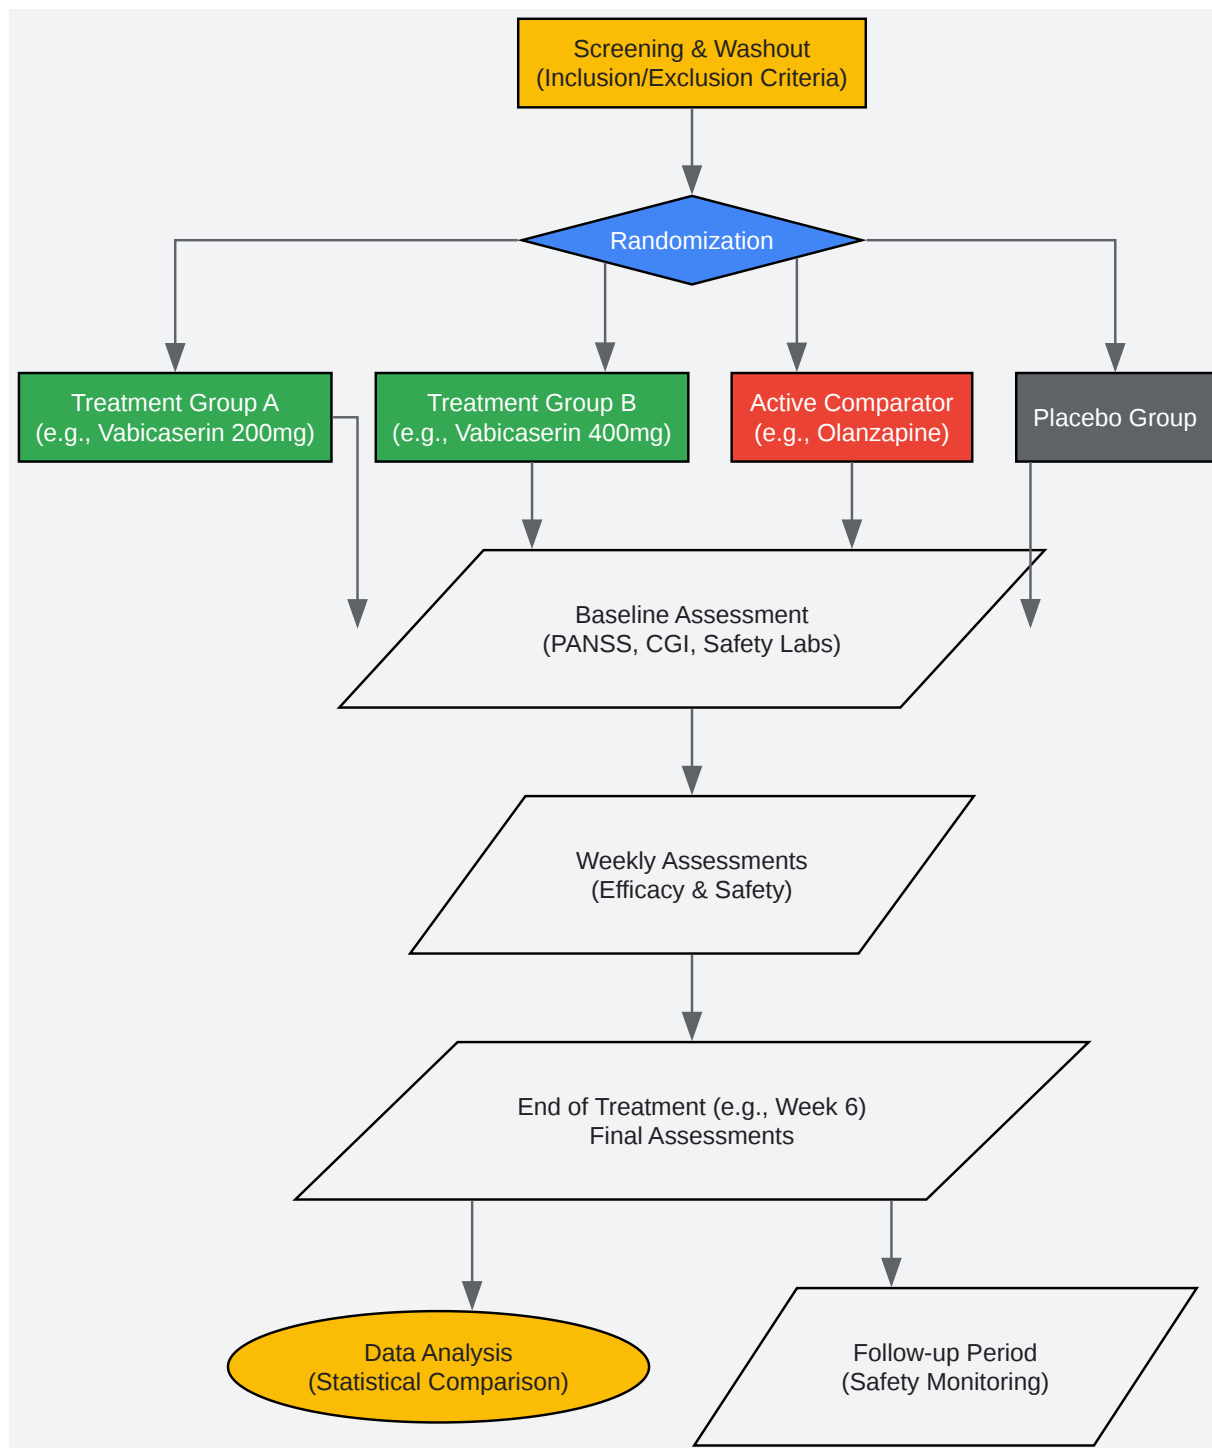 Screening & Washout
(Inclusion/Exclusion Criteria)
Randomization
Treatment Group A
(e.g., Vabicaserin 200mg)
Treatment Group B
(e.g., Vabicaserin 400mg)
Active Comparator
(e.g., Olanzapine)
Placebo Group
Baseline Assessment
(PANSS, CGI, Safety Labs)
Weekly Assessments
(Efficacy & Safety)
End of Treatment (e.g., Week 6)
Final Assessments
Data Analysis
(Statistical Comparison)
Follow-up Period
(Safety Monitoring)